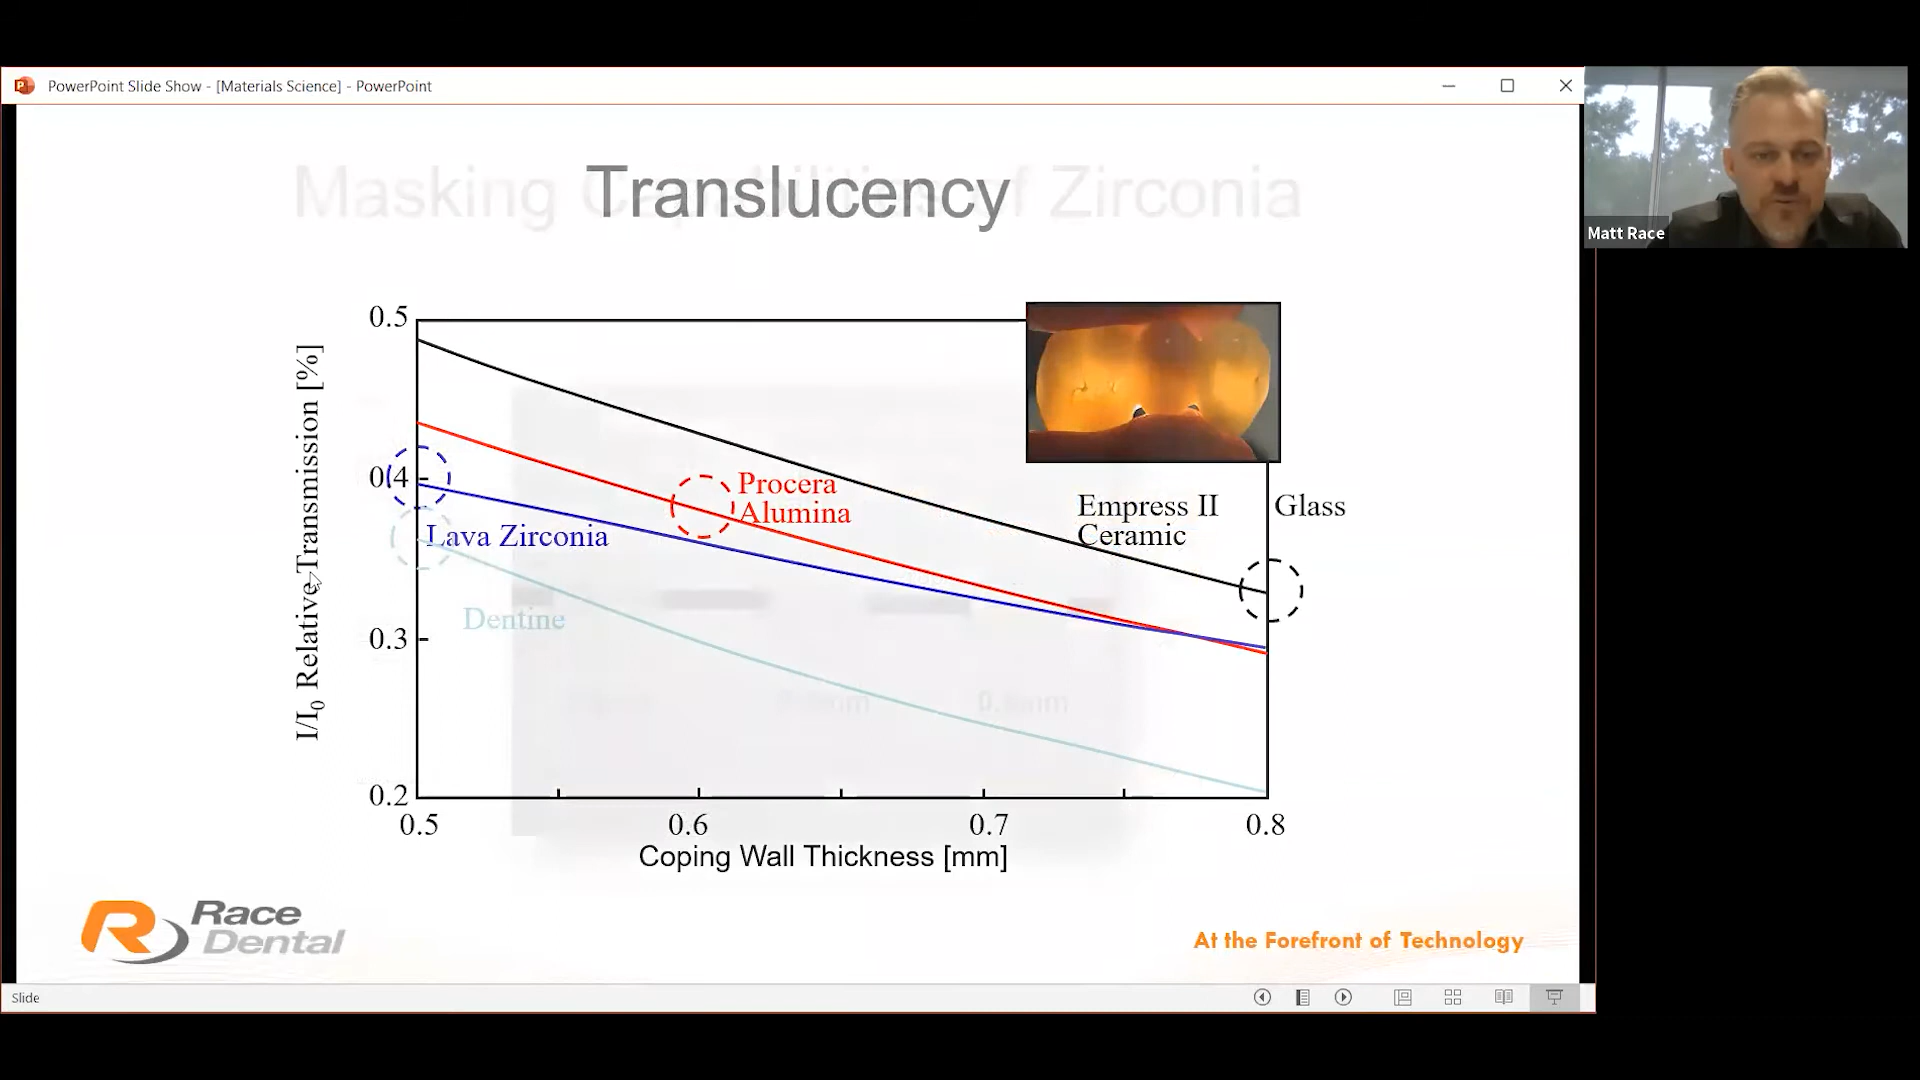 PowerPoint Slide Show - [Materials Science] - PowerPoint
Matt Race
Masking Capabilities of Zirconia
Translucency
I/I0 Relative Transmission [%]
0.5
0.4
0.3
0.2
Procera
Alumina
Empress II
Ceramic
Glass
Lava Zirconia
Dentine
0.5
0.6
0.7
0.8
Coping Wall Thickness [mm]
Race
Dental
At the Forefront of Technology
Slide